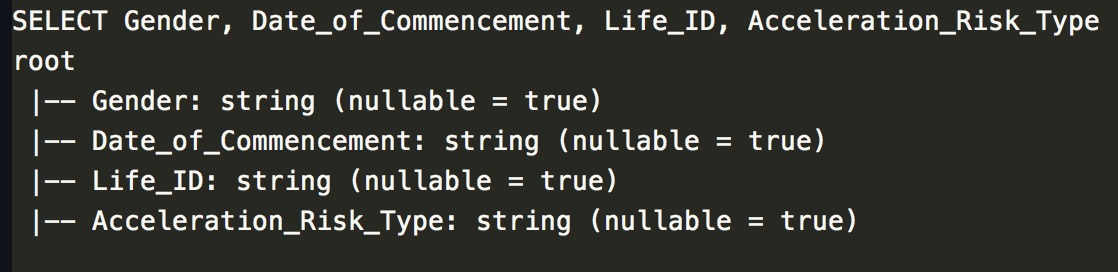 SELECT Gender, Date_of_Commencement, Life_ID, Acceleration_Risk_Type
root
 |-- Gender: string (nullable = true)
 |-- Date_of_Commencement: string (nullable = true)
 |-- Life_ID: string (nullable = true)
 |-- Acceleration_Risk_Type: string (nullable = true)